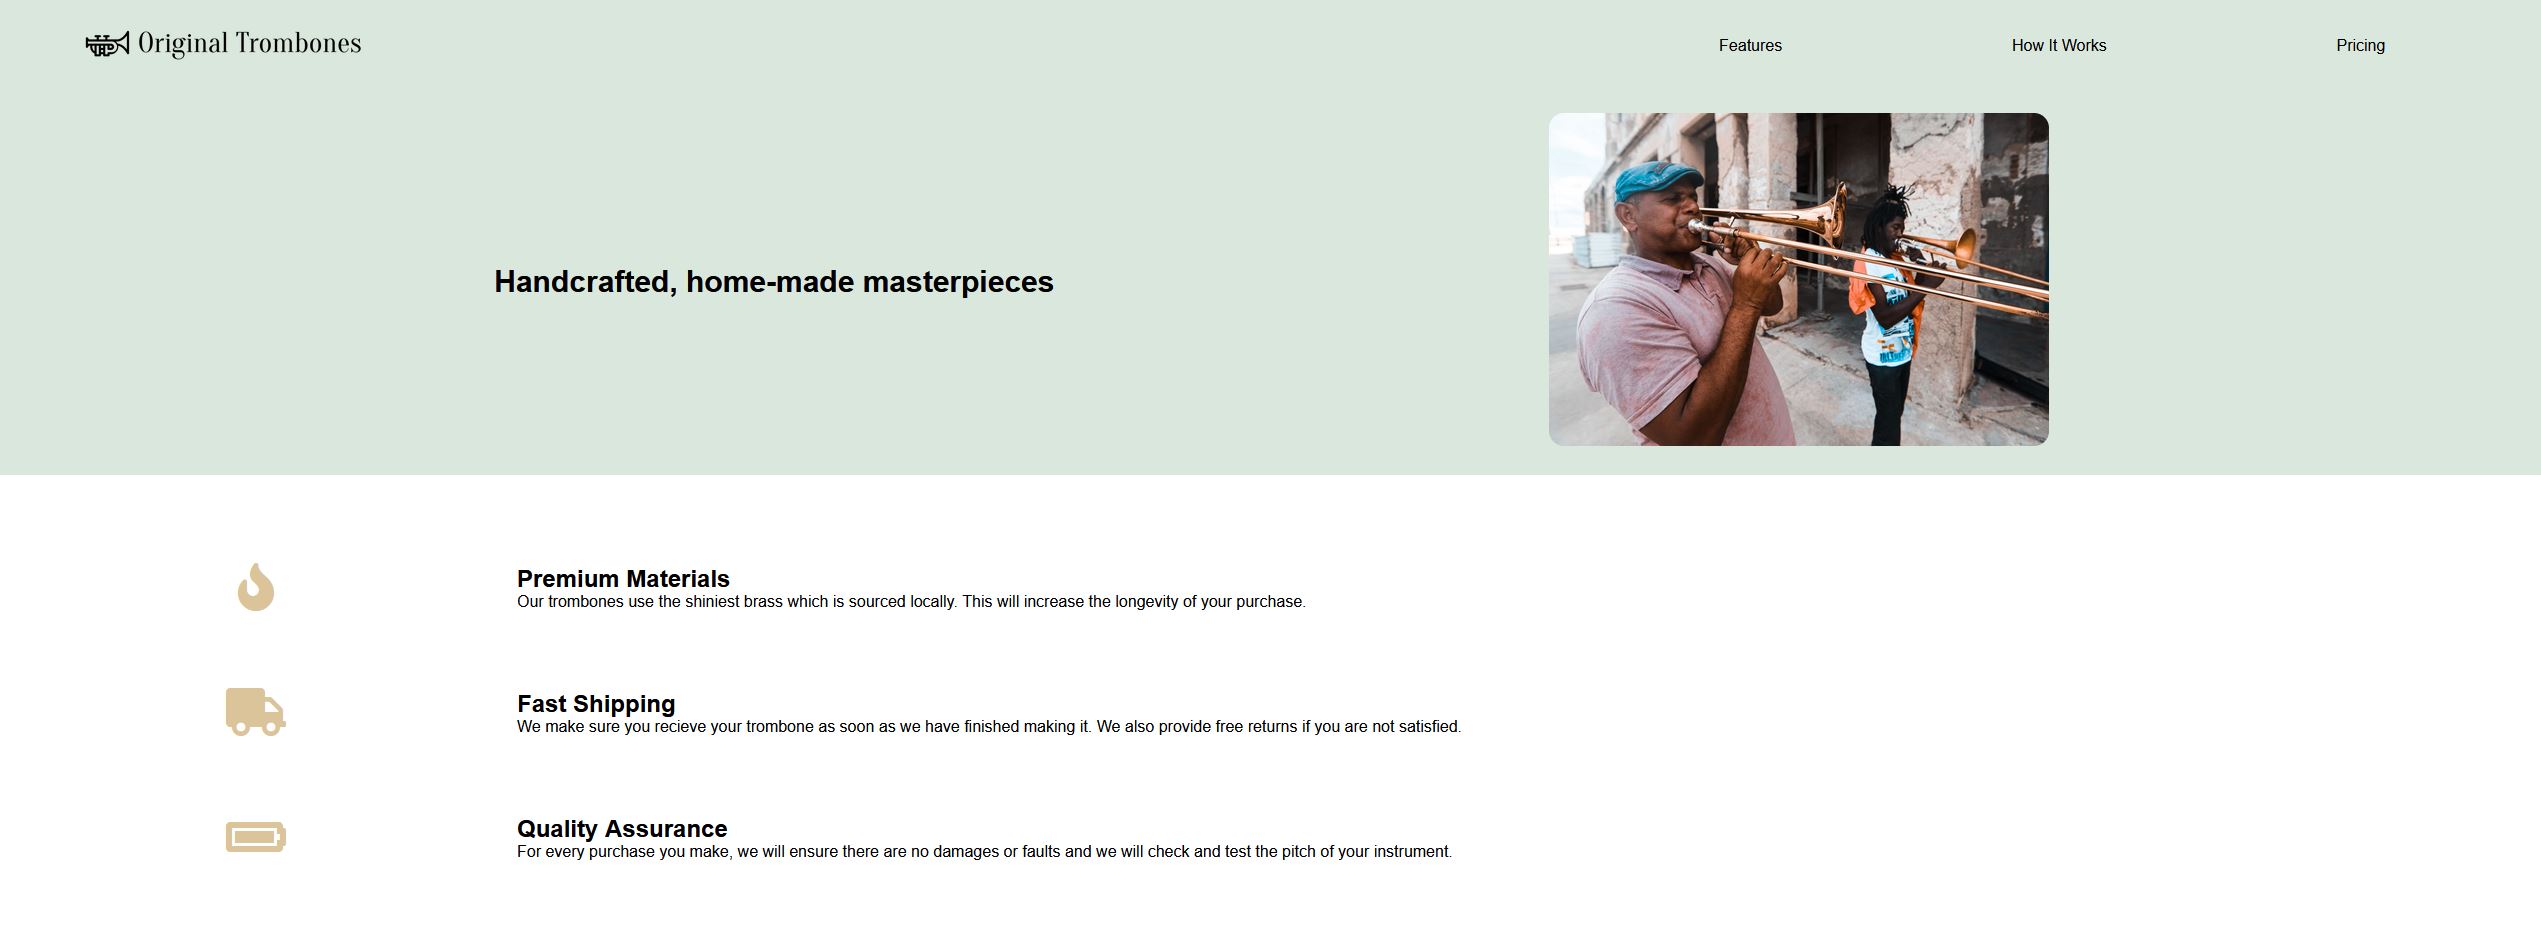 Original Trombones
Features
How It Works
Pricing
Handcrafted, home-made masterpieces
Premium Materials
Our trombones use the shiniest brass which is sourced locally. This will increase the longevity of your purchase.
Fast Shipping
We make sure you recieve your trombone as soon as we have finished making it. We also provide free returns if you are not satisfied.
Quality Assurance
For every purchase you make, we will ensure there are no damages or faults and we will check and test the pitch of your instrument.